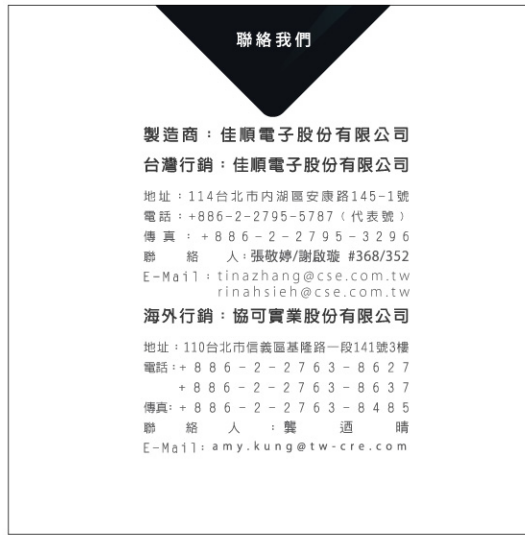 聯絡我們
製造商：佳順電子股份有限公司
台灣行銷：佳順電子股份有限公司
地址：114台北市內湖區安康路145-1號
電話：+886-2-2795-5787（代表號）
傳真：+886-2-2795-3296
聯絡人：張敬婷/謝啟璇 #368/352
E-Mail：tinazhang@cse.com.tw
rinahsieh@cse.com.tw
海外行銷：協可實業股份有限公司
地址：110台北市信義區基隆路一段141號3樓
電話：+886-2-2763-8627
+886-2-2763-8637
傳真：+886-2-2763-8485
聯絡人：龔迺晴
E-Mail：amy.kung@tw-cre.com